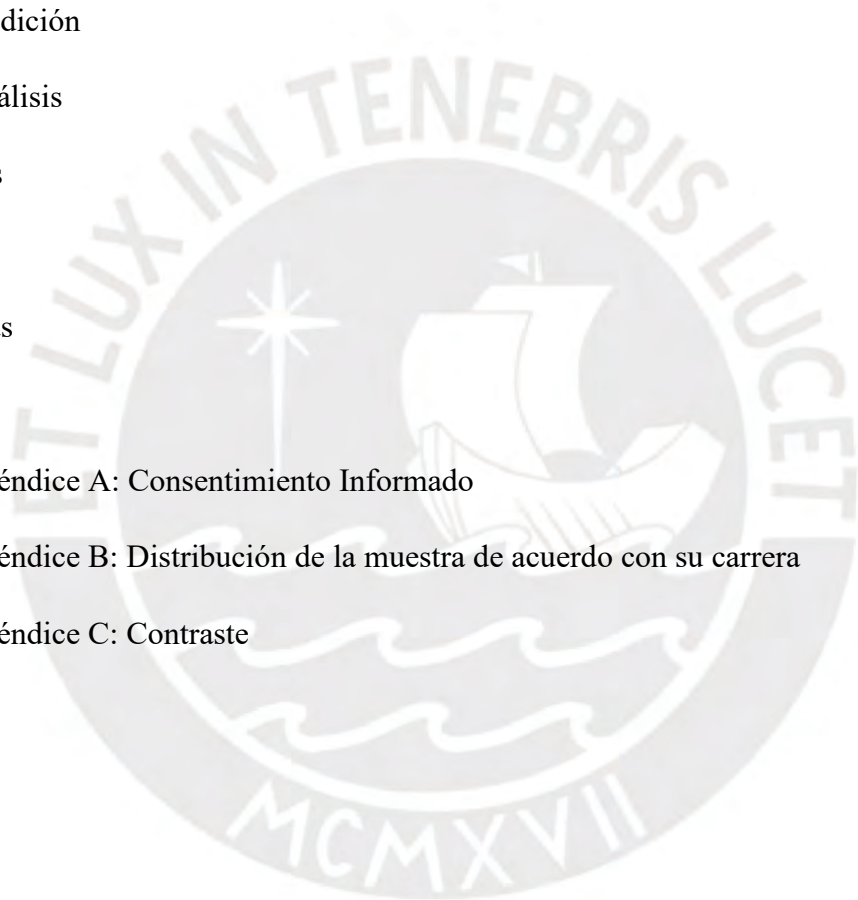 dición
álisis
s
s
éndice A: Consentimiento Informado
éndice B: Distribución de la muestra de acuerdo con su carrera
éndice C: Contraste
ET LUX IN TENEBRIS LUCET
MCMXVII